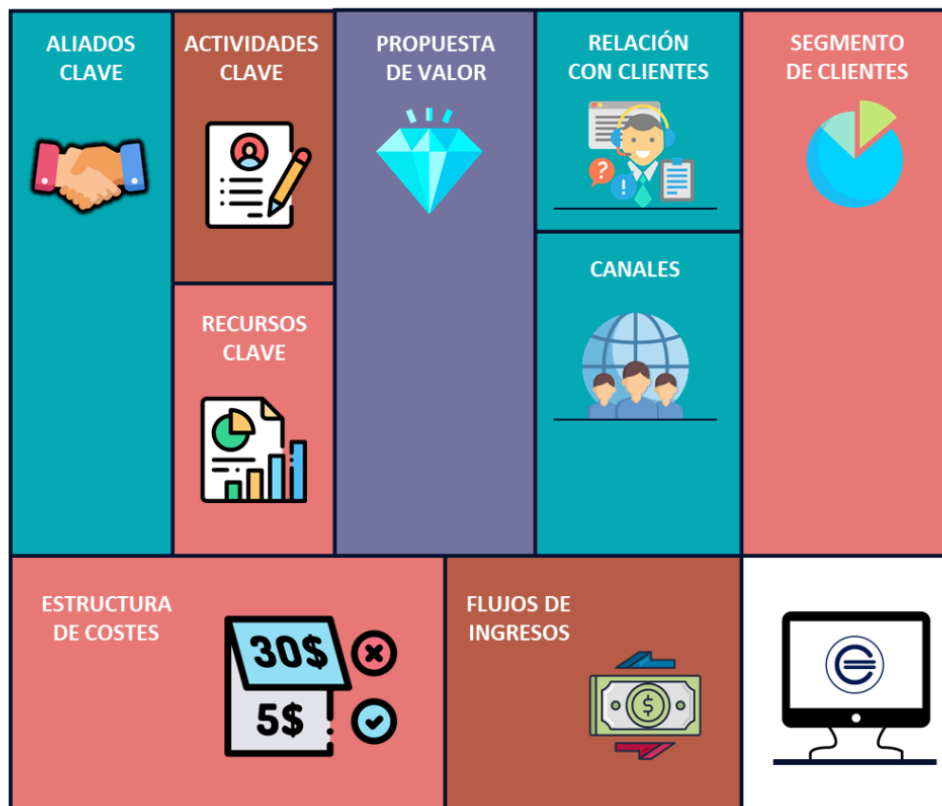 ALIADOS
CLAVE
ACTIVIDADES
CLAVE
PROPUESTA
DE VALOR
RELACIÓN
CON CLIENTES
SEGMENTO
DE CLIENTES
?
!
CANALES
RECURSOS
CLAVE
ESTRUCTURA
DE COSTES
30$
5$
FLUJOS DE
INGRESOS
$